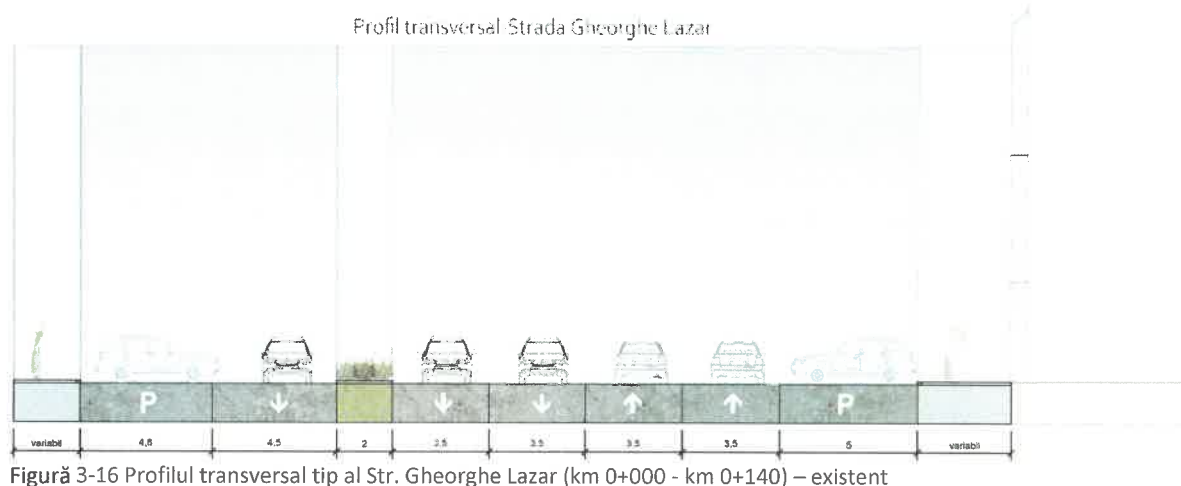 Profil transversal Strada Gheorghe Lazar
P P
variabil 4,8 4,5 2 3,5 3,5 3,5 3,5 5 variabil
Figură 3-16 Profilul transversal tip al Str. Gheorghe Lazar (km 0+000 - km 0+140) – existent